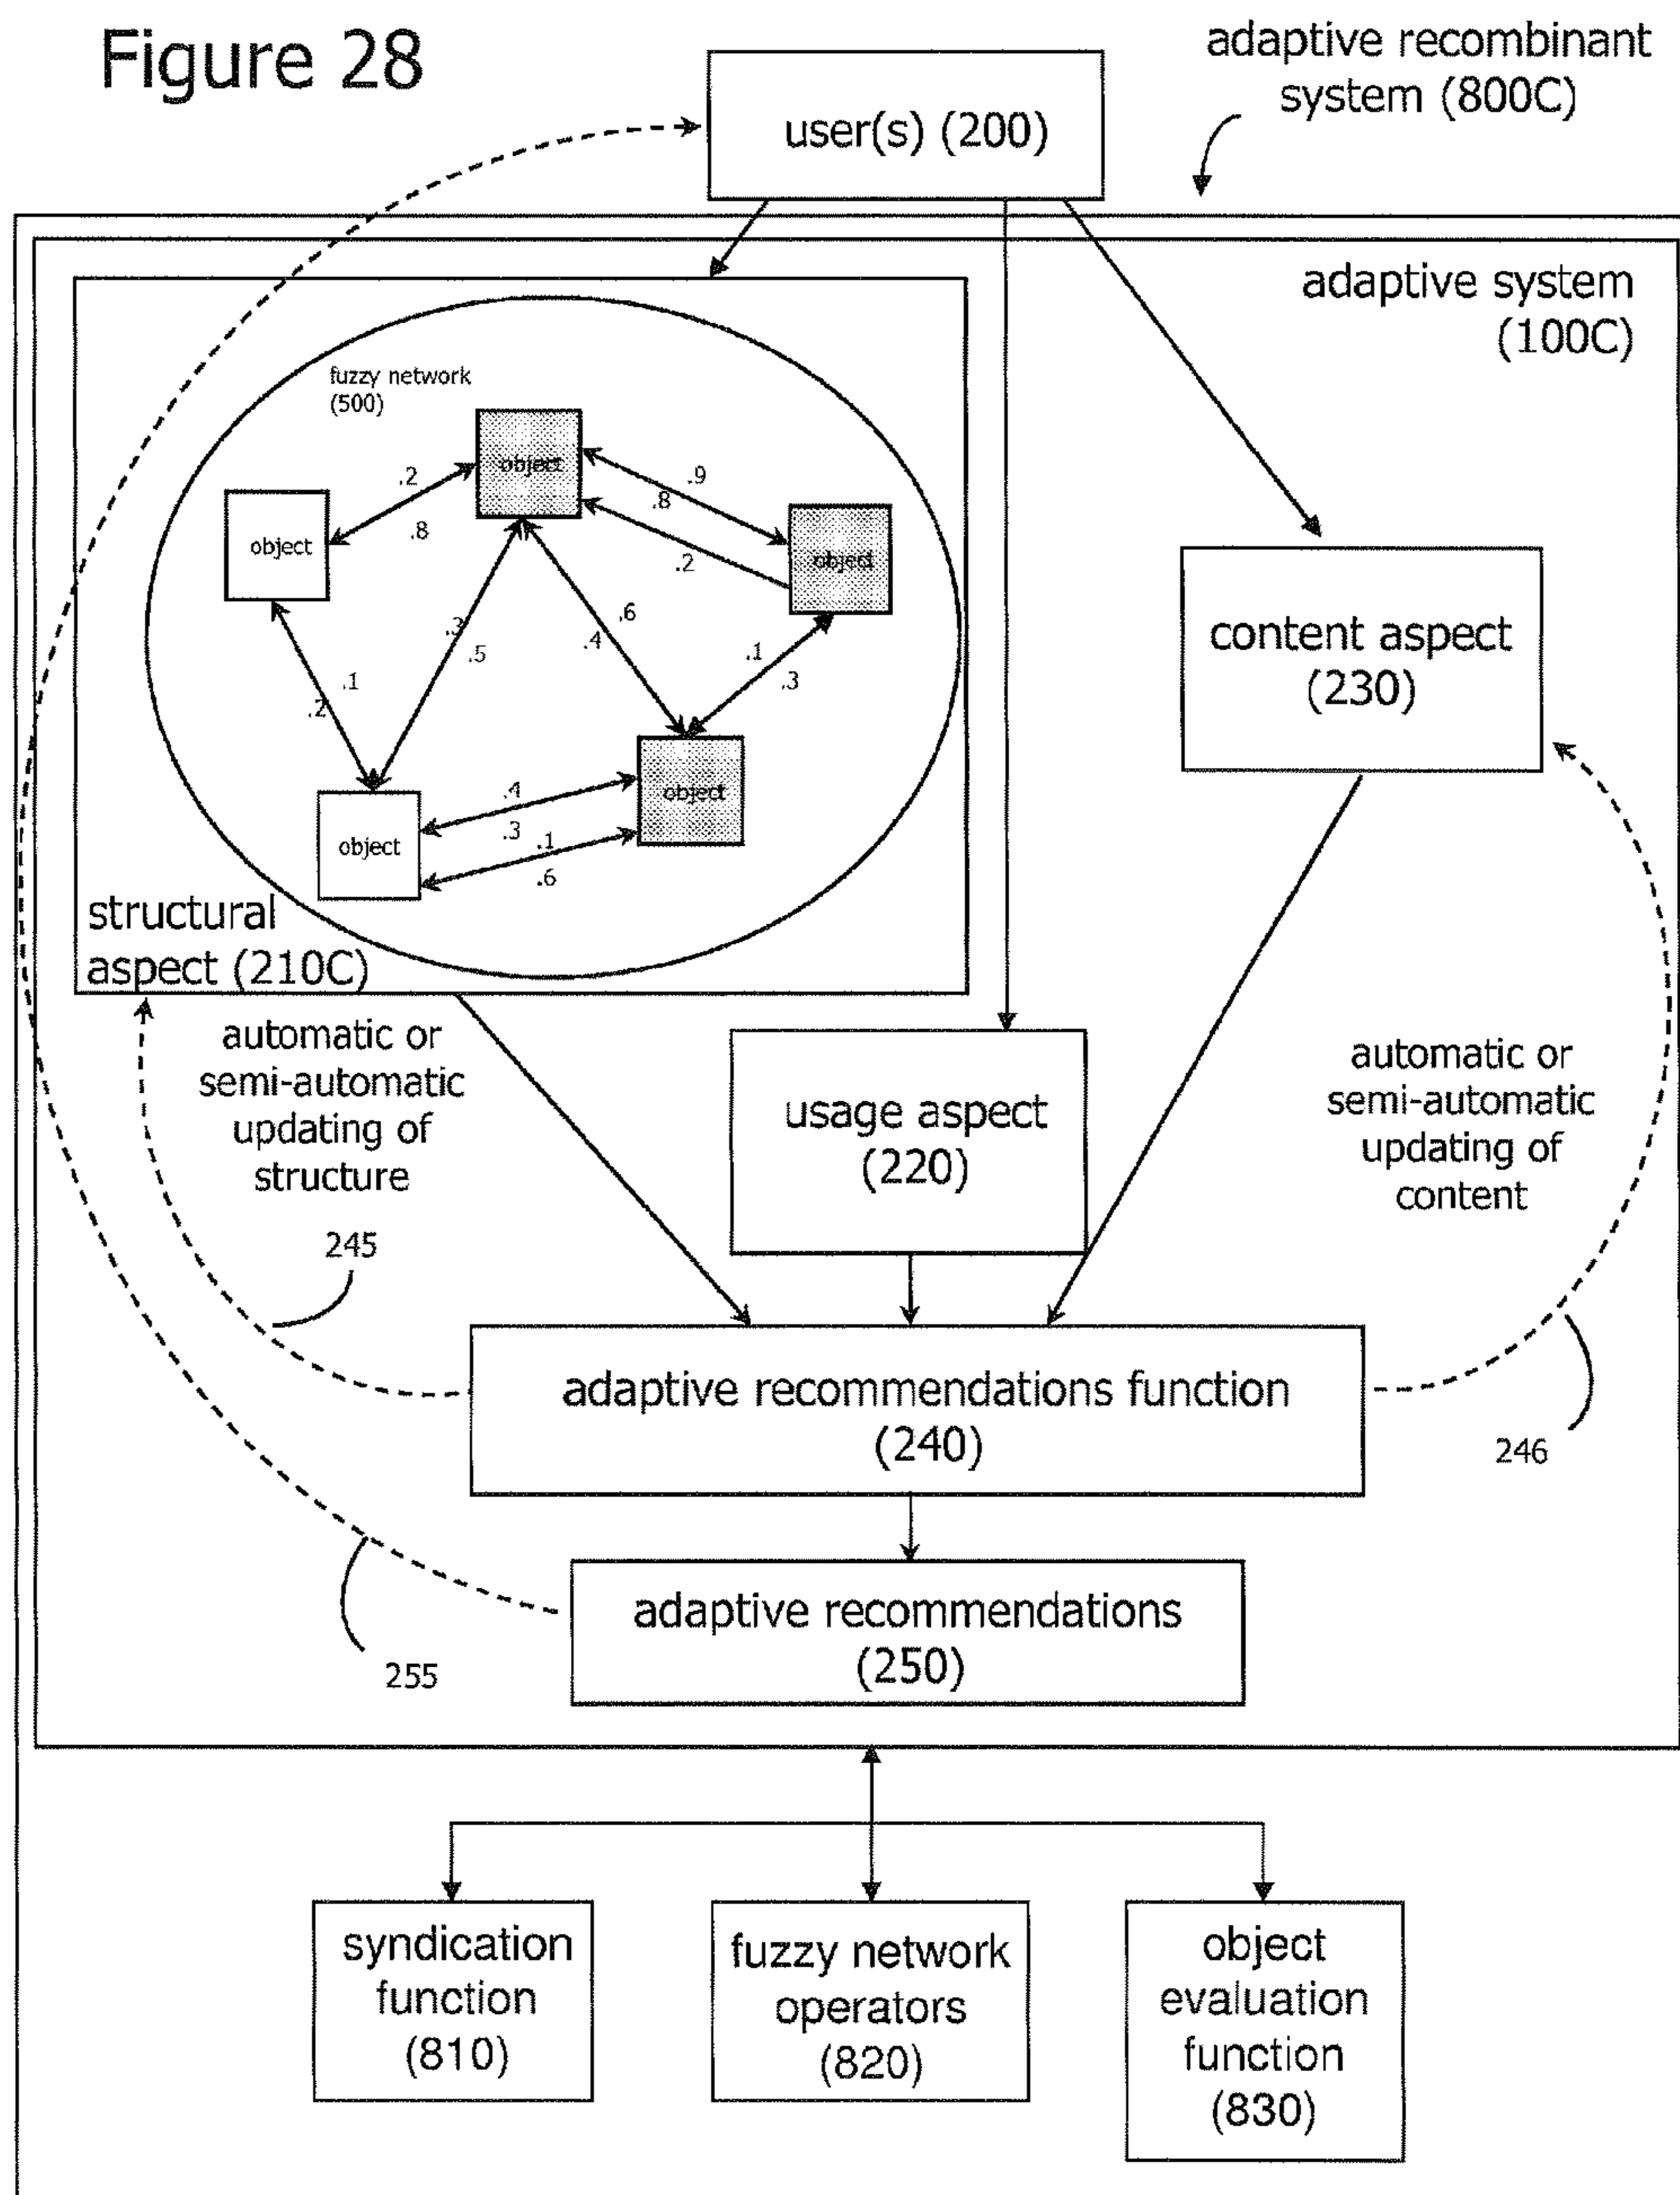 Figure 28
adaptive recombinant
system (800C)
user(s) (200)
adaptive system
(100C)
fuzzy network
(500)
object
.2
.8
object
.9
.8
.2
object
.3
.5
.6
.4
.1
.3
.1
.2
object
.4
.3
.1
.6
object
content aspect
(230)
structural
aspect (210C)
automatic or
semi-automatic
updating of
structure
245
usage aspect
(220)
automatic or
semi-automatic
updating of
content
246
adaptive recommendations function
(240)
adaptive recommendations
(250)
255
syndication
function
(810)
fuzzy network
operators
(820)
object
evaluation
function
(830)